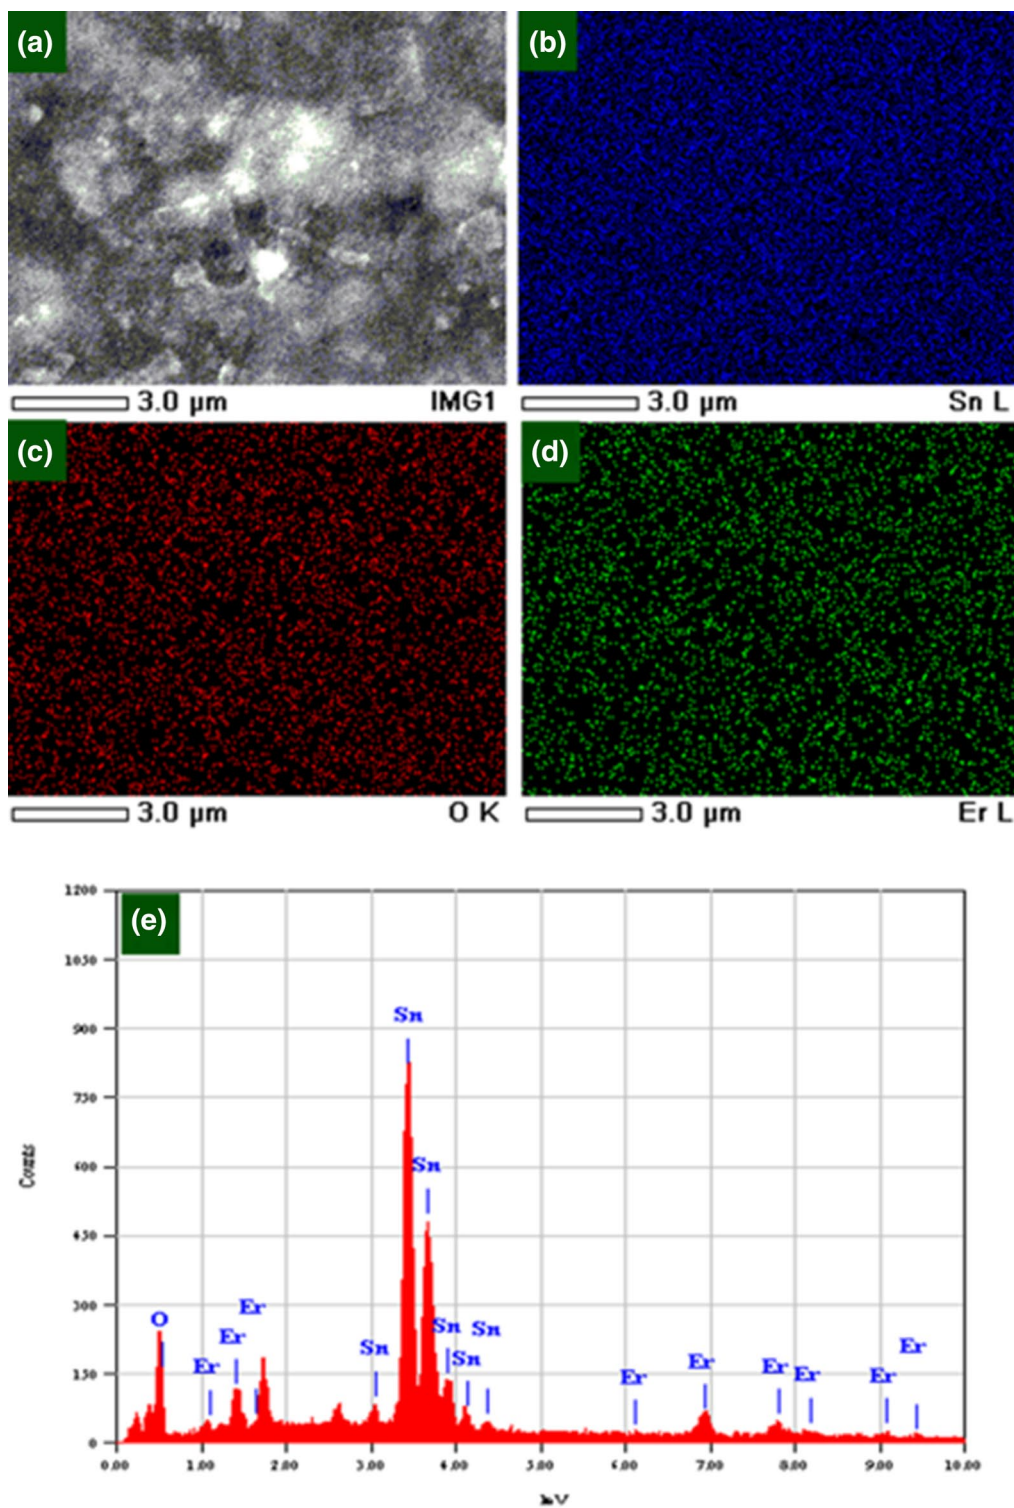 (a)
(b)
3.0 µm IMG1
3.0 µm Sn L
(c)
(d)
3.0 µm O K
3.0 µm Er L
(e)
1200
1050
900
750
600
450
300
150
0
Counts
Sn
Sn
O
Er
Er
Er
Sn
Sn
Sn
Sn
Er
Er
Er
Er
Er
Er
0.00 1.00 2.00 3.00 4.00 5.00 6.00 7.00 8.00 9.00 10.00
keV